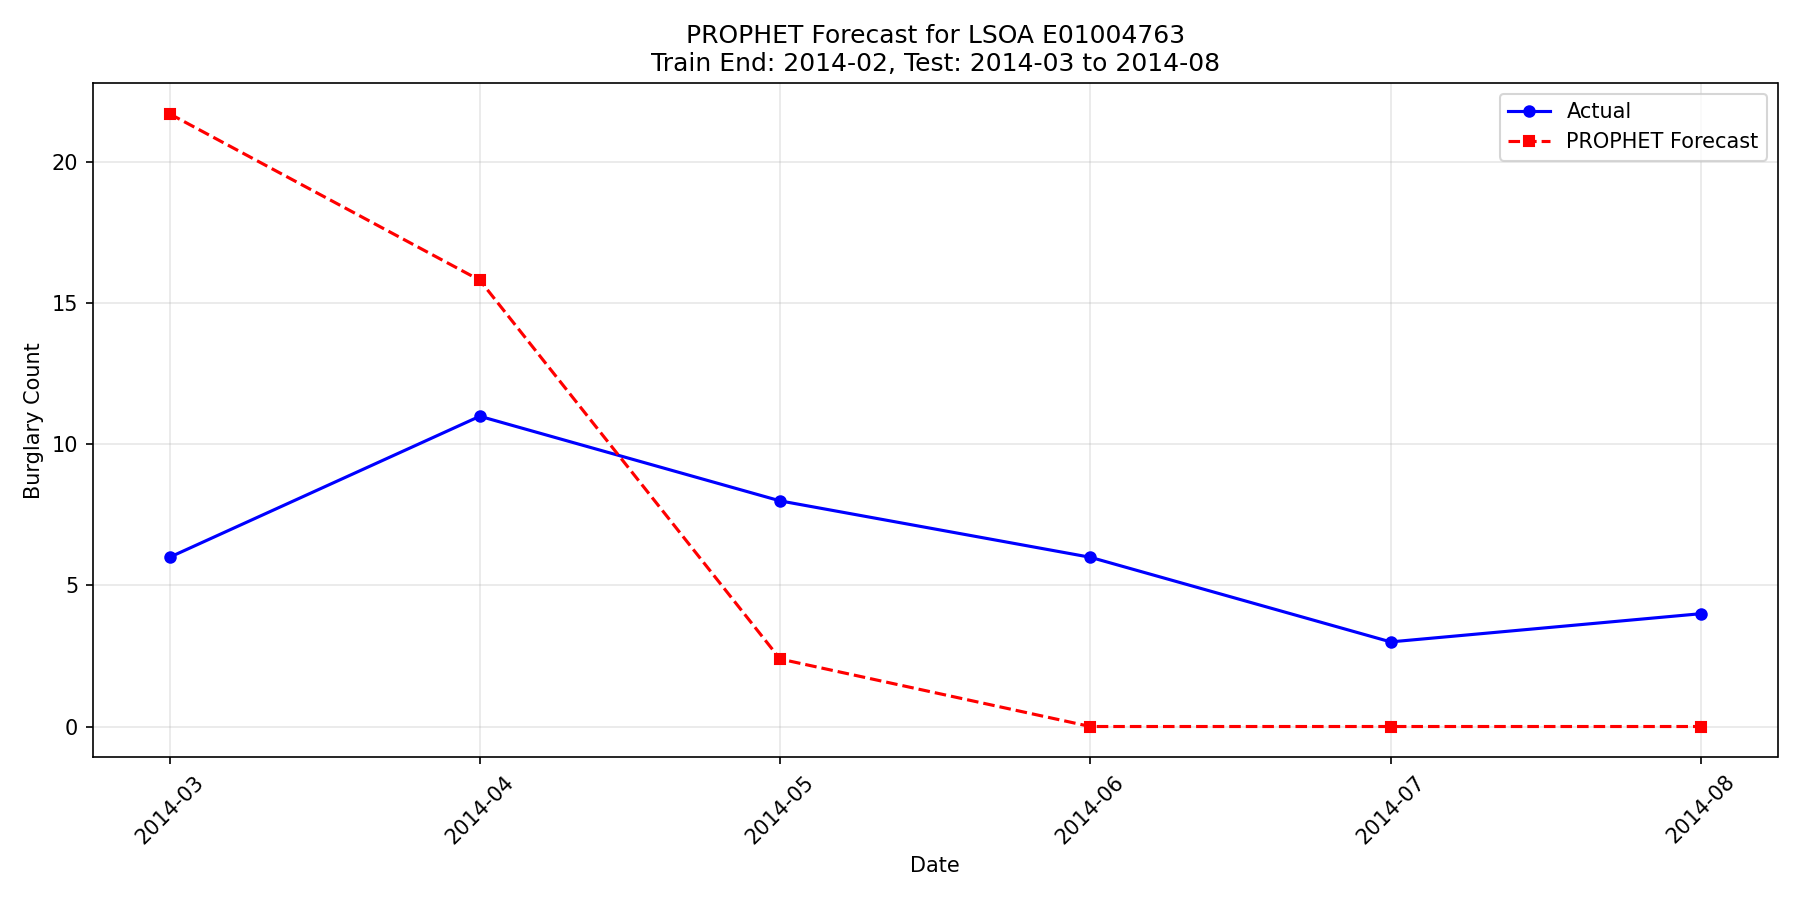 PROPHET Forecast for LSOA E01004763
Train End: 2014-02, Test: 2014-03 to 2014-08
Actual
PROPHET Forecast
Burglary Count
20
15
10
5
0
2014-03
2014-04
2014-05
2014-06
2014-07
2014-08
Date